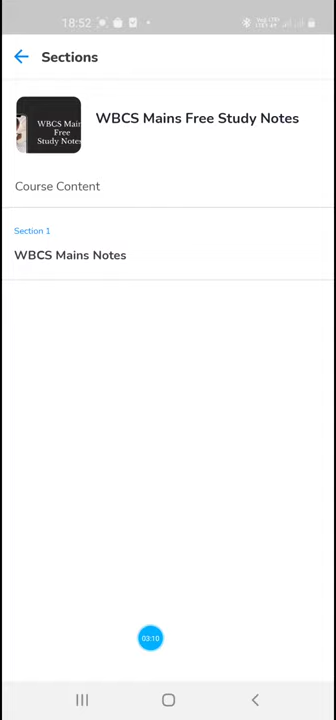 18:52
Sections
WBCS Mains Free Study Notes
WBCS Main
Free
Study Notes
Course Content
Section 1
WBCS Mains Notes
03:10